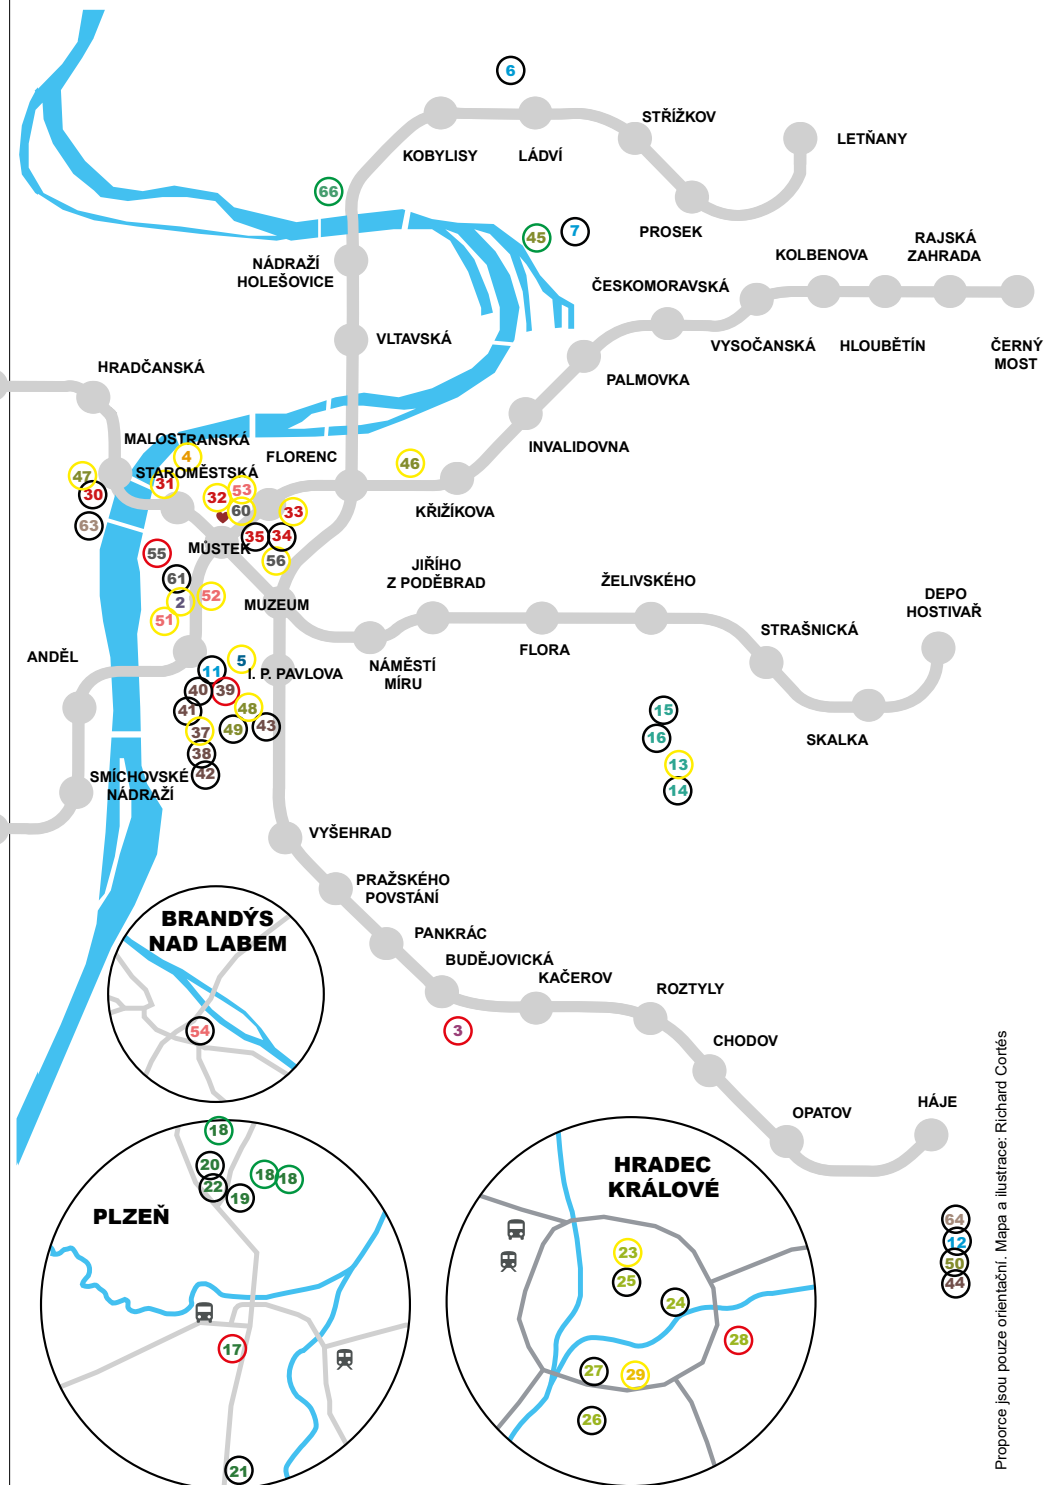 6
STŘÍŽKOV
LETŇANY
KOBYLISY
LÁDVÍ
66
PROSEK
45
7
RAJSKÁ
ZAHRADA
KOLBENOVA
NÁDRAŽÍ
HOLEŠOVICE
ČESKOMORAVSKÁ
VLTAVSKÁ
VYSOČANSKÁ
HLOUBĚTÍN
ČERNÝ
MOST
HRADČANSKÁ
PALMOVKA
MALOSTRANSKÁ
INVALIDOVNA
4
FLORENC
46
STAROMĚSTSKÁ
47
30
31
32
53
60
33
KŘIŽÍKOVA
63
35
34
MŮSTEK
55
56
JIŘÍHO
Z PODĚBRAD
ŽELIVSKÉHO
61
DEPO
HOSTIVAŘ
2
52
MUZEUM
51
STRAŠNICKÁ
ANDĚL
FLORA
5
NÁMĚSTÍ
MÍRU
11
I. P. PAVLOVA
40
39
41
48
15
37
49
43
16
SKALKA
38
13
42
SMÍCHOVSKÉ
NÁDRAŽÍ
14
VYŠEHRAD
PRAŽSKÉHO
POVSTÁNÍ
BRANDÝS
NAD LABEM
54
PANKRÁC
BUDĚJOVICKÁ
KAČEROV
ROZTYLY
3
CHODOV
OPATOV
HÁJE
18
20
18
18
22
19
PLZEŇ
17
21
HRADEC
KRÁLOVÉ
23
25
24
28
27
29
26
64
12
50
44
Proporce jsou pouze orientační. Mapa a ilustrace: Richard Cortés